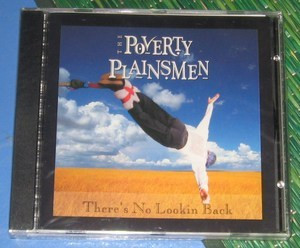 THE
POVERTY
PLAINSMEN
There's No Lookin Back